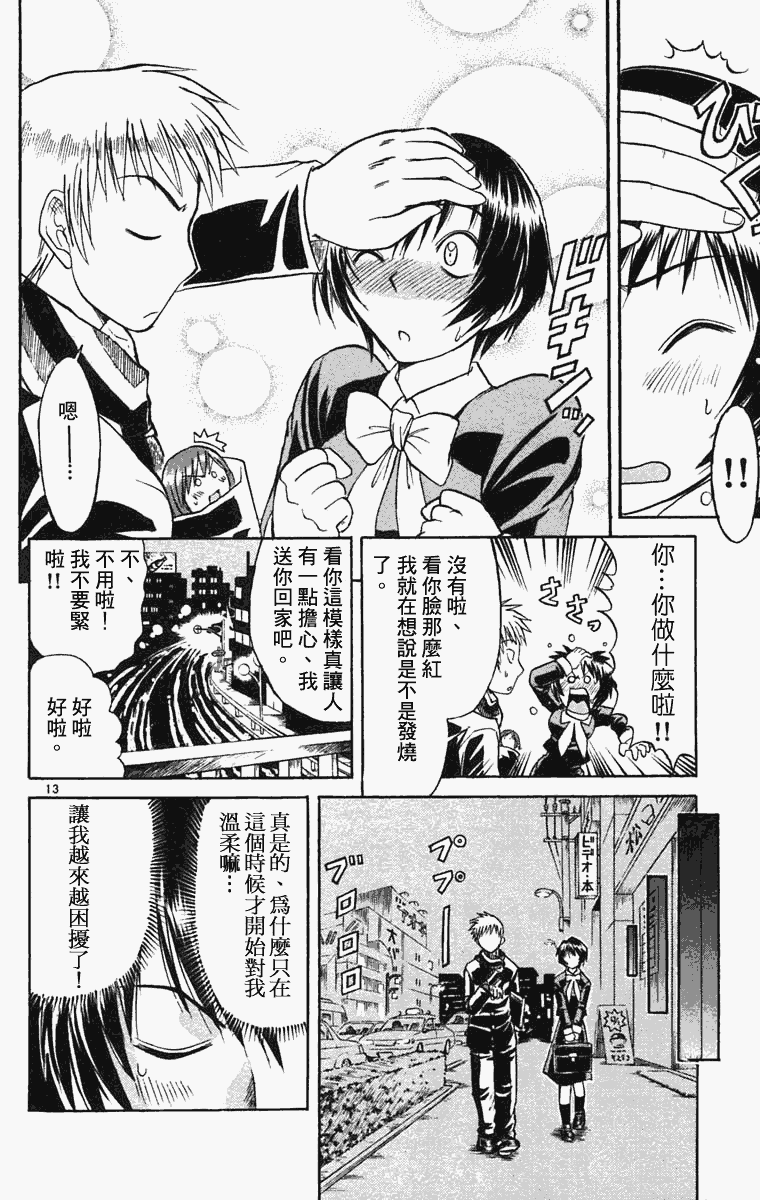 ひた
!!
ドキン
嗯——…
你…你做什麼啦!!
ささっ
沒有啦、
看你臉那麼紅
我就在想說是不是發燒
了。
看你這模樣真讓人
有一點擔心、我
送你回家吧。
不、
不用啦!
我不要緊
啦!!
好啦
好啦。
13
松口
ビデオ・本
プップー
ブロロロ
真是的、為什麼只在
這個時候才開始對我
溫柔嘛…
讓我越來越困擾了!